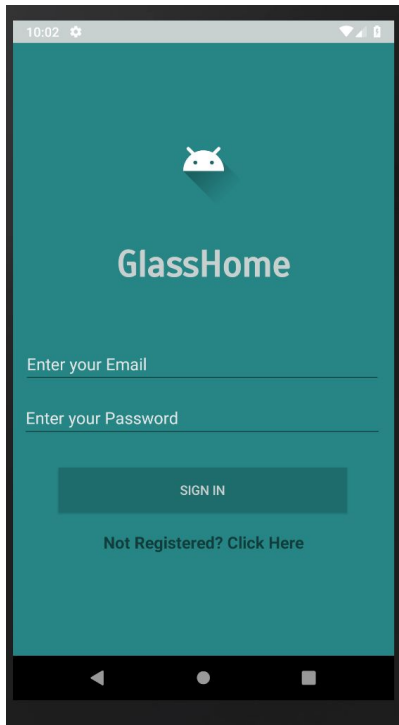 10:02
GlassHome
Enter your Email
Enter your Password
SIGN IN
Not Registered? Click Here